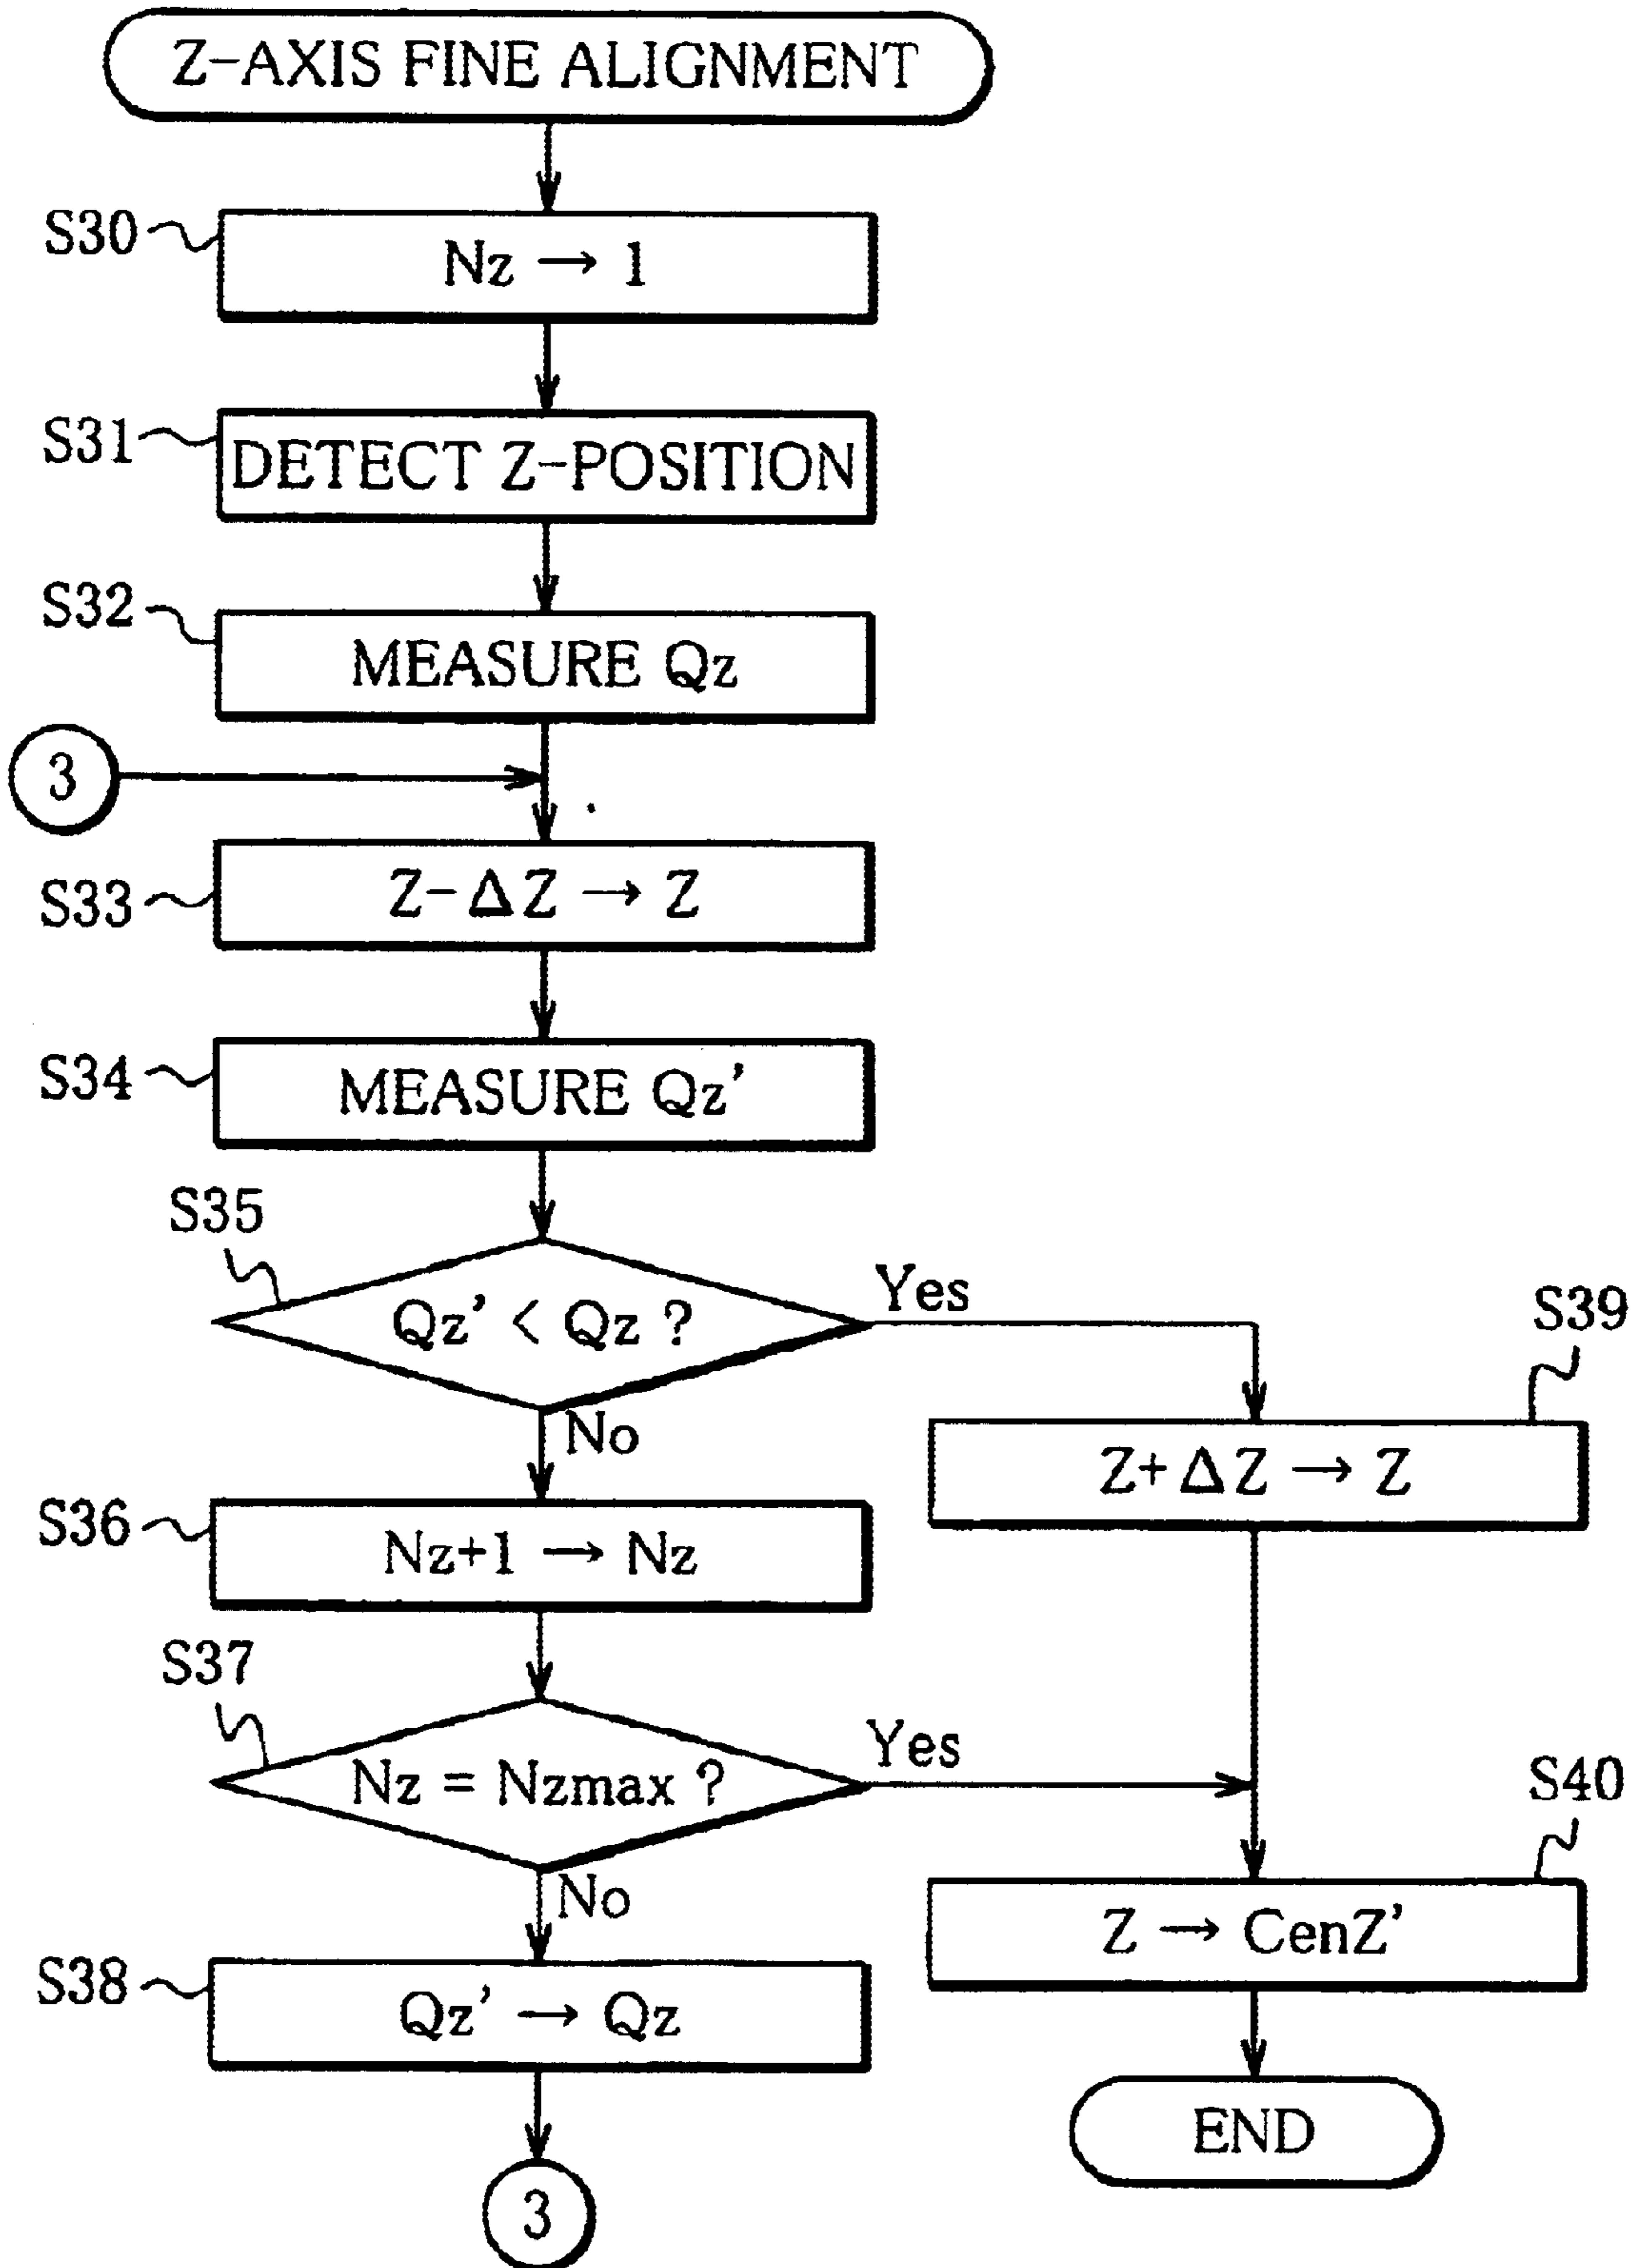 Z-AXIS FINE ALIGNMENT
S30
Nz → 1
S31
DETECT Z-POSITION
S32
MEASURE Qz
3
S33
Z-ΔZ → Z
S34
MEASURE Qz'
S35
Qz' < Qz ?
Yes
No
S39
Z+ΔZ → Z
S36
Nz+1 → Nz
S37
Nz = Nzmax ?
Yes
No
S40
Z → CenZ'
S38
Qz' → Qz
END
3